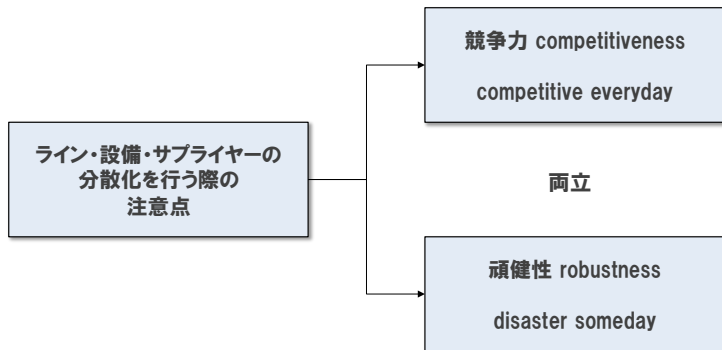 ライン・設備・サプライヤーの
分散化を行う際の
注意点
競争力 competitiveness
competitive everyday
両立
頑健性 robustness
disaster someday